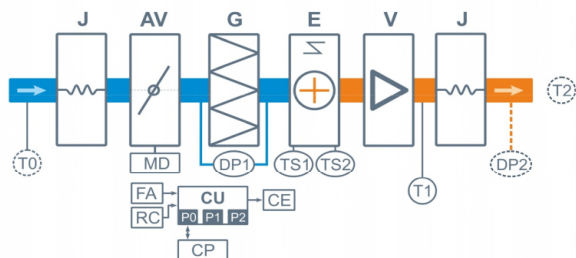 J AV G E V J
T0 MD DP1 TS1 TS2 T1 DP2 T2
FA CU CE
RC P0 P1 P2
CP